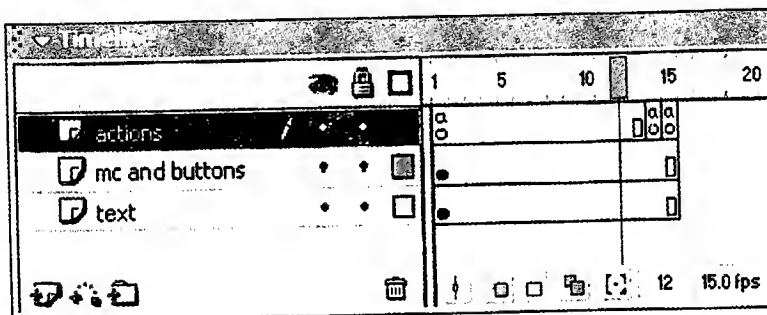 Timeline
1 5 10 15 20
actions
a a a
mc and buttons
text
12 15.0 fps